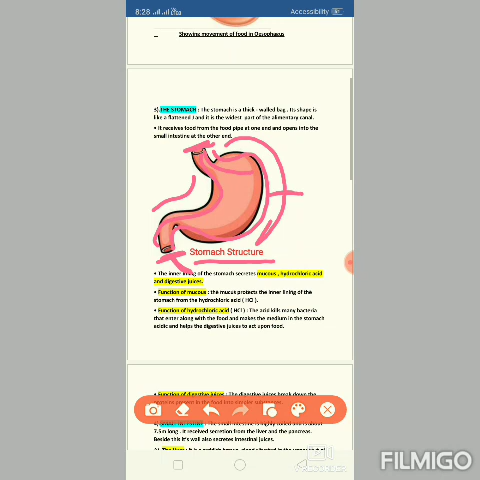 8:28
Accessibility
Showing movement of food in Oesophagus
3).THE STOMACH : The stomach is a thick - walled bag . Its shape is
like a flattened J and it is the widest part of the alimentary canal.
• It receives food from the food pipe at one end and opens into the
small intestine at the other end.
Stomach Structure
• The inner lining of the stomach secretes mucous , hydrochloric acid
and digestive juices.
• Function of mucous : the mucus protects the inner lining of the
stomach from the hydrochloric acid ( HCl ).
• Function of hydrochloric acid ( HCl ) : The acid kills many bacteria
that enter along with the food and makes the medium in the stomach
acidic and helps the digestive juices to act upon food.
• Function of digestive juices : The digestive juices break down the
7.5m long . It received secretion from the liver and the pancreas.
Beside this it's wall also secretes intestinal juices.
RECORDER
FILMIGO